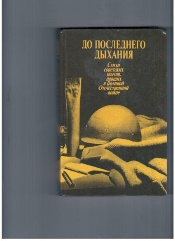 ДО ПОСЛЕДНЕГО
ДЫХАНИЯ
Стихи
советских
поэтов,
павших
в Великой
Отечественной
войне